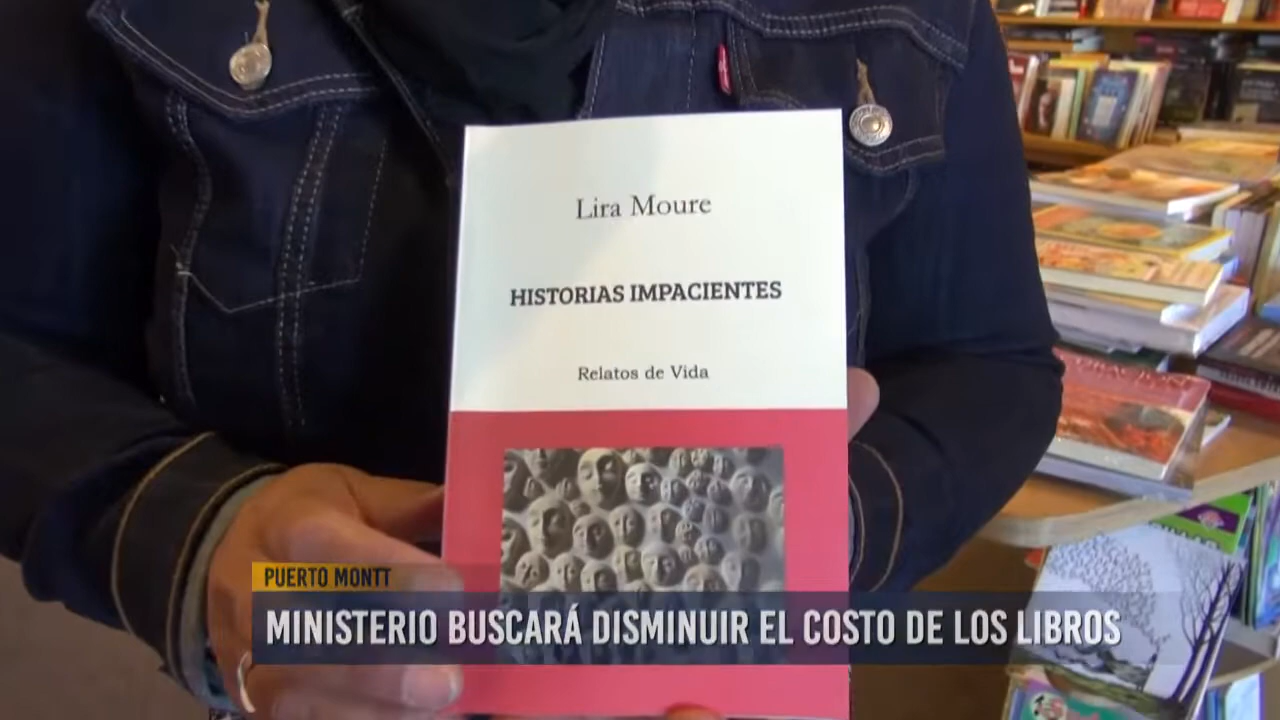 Lira Moure
HISTORIAS IMPACIENTES
Relatos de Vida
PUERTO MONTT
MINISTERIO BUSCARÁ DISMINUIR EL COSTO DE LOS LIBROS